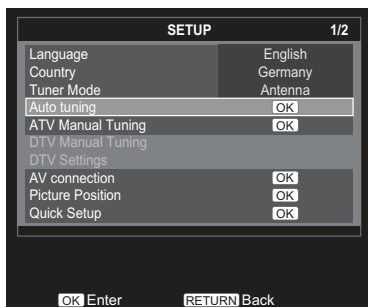 SETUP 1/2
Language English
Country Germany
Tuner Mode Antenna
Auto tuning OK
ATV Manual Tuning OK
DTV Manual Tuning
DTV Settings
AV connection OK
Picture Position OK
Quick Setup OK
OK Enter RETURN Back